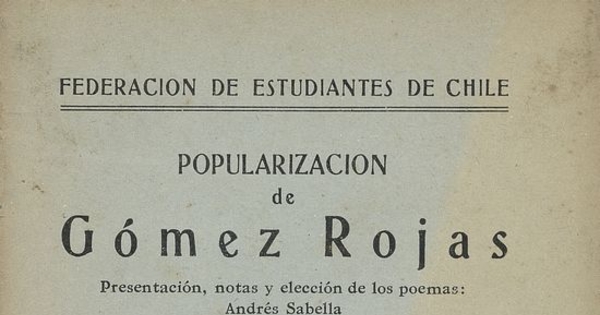 FEDERACION DE ESTUDIANTES DE CHILE
POPULARIZACION
de
Gómez Rojas
Presentación, notas y elección de los poemas:
Andrés Sabella